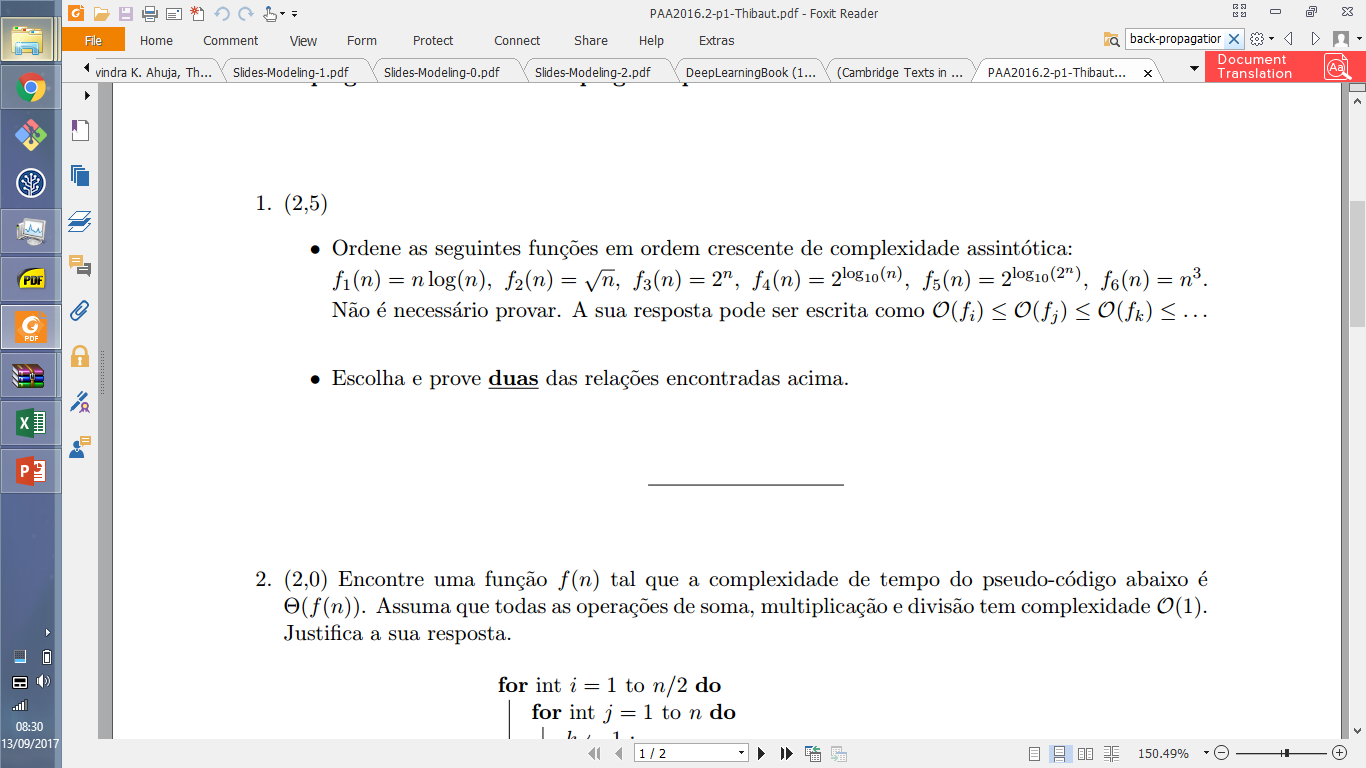 PAA2016.2-p1-Thibaut.pdf - Foxit Reader
File Home Comment View Form Protect Connect Share Help Extras
back-propagation
vindra K. Ahuja, Th... Slides-Modeling-1.pdf Slides-Modeling-0.pdf Slides-Modeling-2.pdf DeepLearningBook (1... (Cambridge Texts in ... PAA2016.2-p1-Thibaut...
Document
Translation
1. (2,5)
• Ordene as seguintes funções em ordem crescente de complexidade assintótica:
f₁(n) = n log(n), f₂(n) = √n, f₃(n) = 2ⁿ, f₄(n) = 2^{log₁₀(n)}, f₅(n) = 2^{log₁₀(2ⁿ)}, f₆(n) = n³.
Não é necessário provar. A sua resposta pode ser escrita como O(fᵢ) ≤ O(fⱼ) ≤ O(fₖ) ≤ ...
• Escolha e prove duas das relações encontradas acima.
2. (2,0) Encontre uma função f(n) tal que a complexidade de tempo do pseudo-código abaixo é
Θ(f(n)). Assuma que todas as operações de soma, multiplicação e divisão tem complexidade O(1).
Justifica a sua resposta.
for int i = 1 to n/2 do
for int j = 1 to n do
1 / 2
150.49%
08:30
13/09/2017